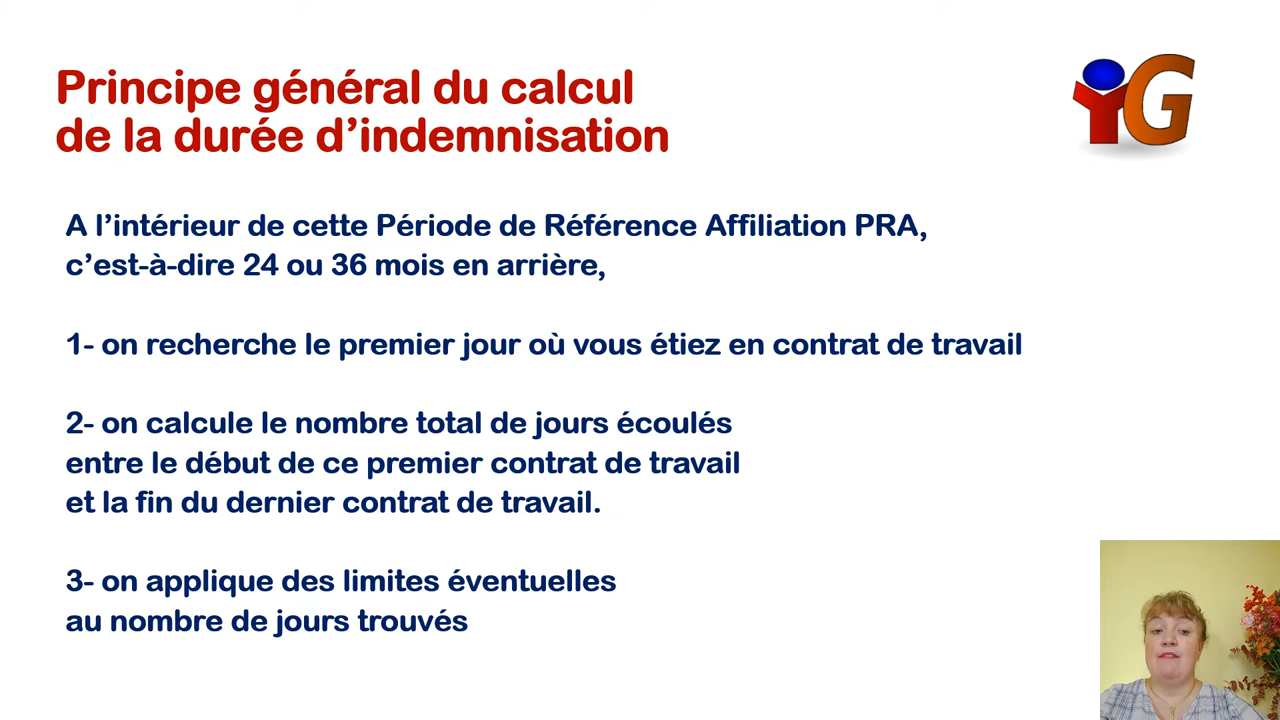 Principe général du calcul
de la durée d’indemnisation
YG
A l’intérieur de cette Période de Référence Affiliation PRA,
c’est-à-dire 24 ou 36 mois en arrière,
1- on recherche le premier jour où vous étiez en contrat de travail
2- on calcule le nombre total de jours écoulés
entre le début de ce premier contrat de travail
et la fin du dernier contrat de travail.
3- on applique des limites éventuelles
au nombre de jours trouvés